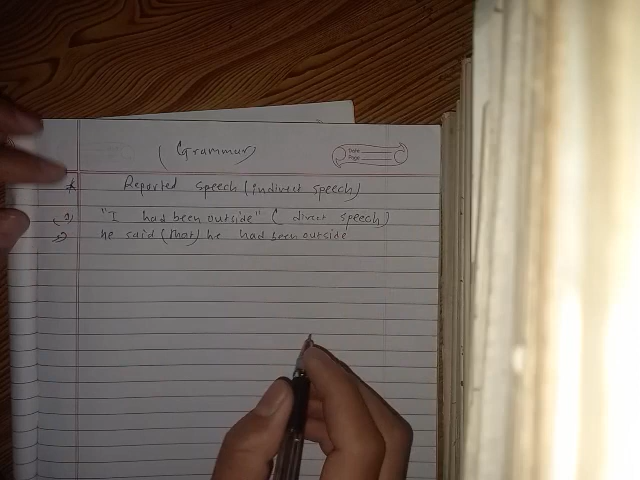 (Grammar)
Date
Page
* Reported speech (indirect speech)
"I had been outside" (direct speech)
he said (that) he had been outside